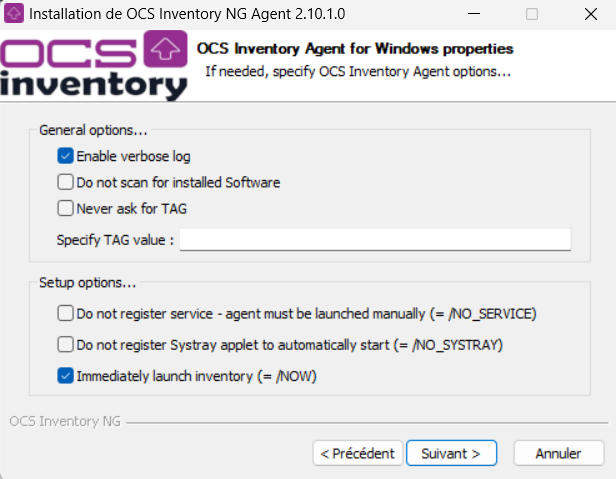 Installation de OCS Inventory NG Agent 2.10.1.0
OCS
inventory
OCS Inventory Agent for Windows properties
If needed, specify OCS Inventory Agent options...
General options...
Enable verbose log
Do not scan for installed Software
Never ask for TAG
Specify TAG value :
Setup options...
Do not register service - agent must be launched manually (= /NO_SERVICE)
Do not register Systray applet to automatically start (= /NO_SYSTRAY)
Immediately launch inventory (= /NOW)
OCS Inventory NG
< Précédent Suivant > Annuler